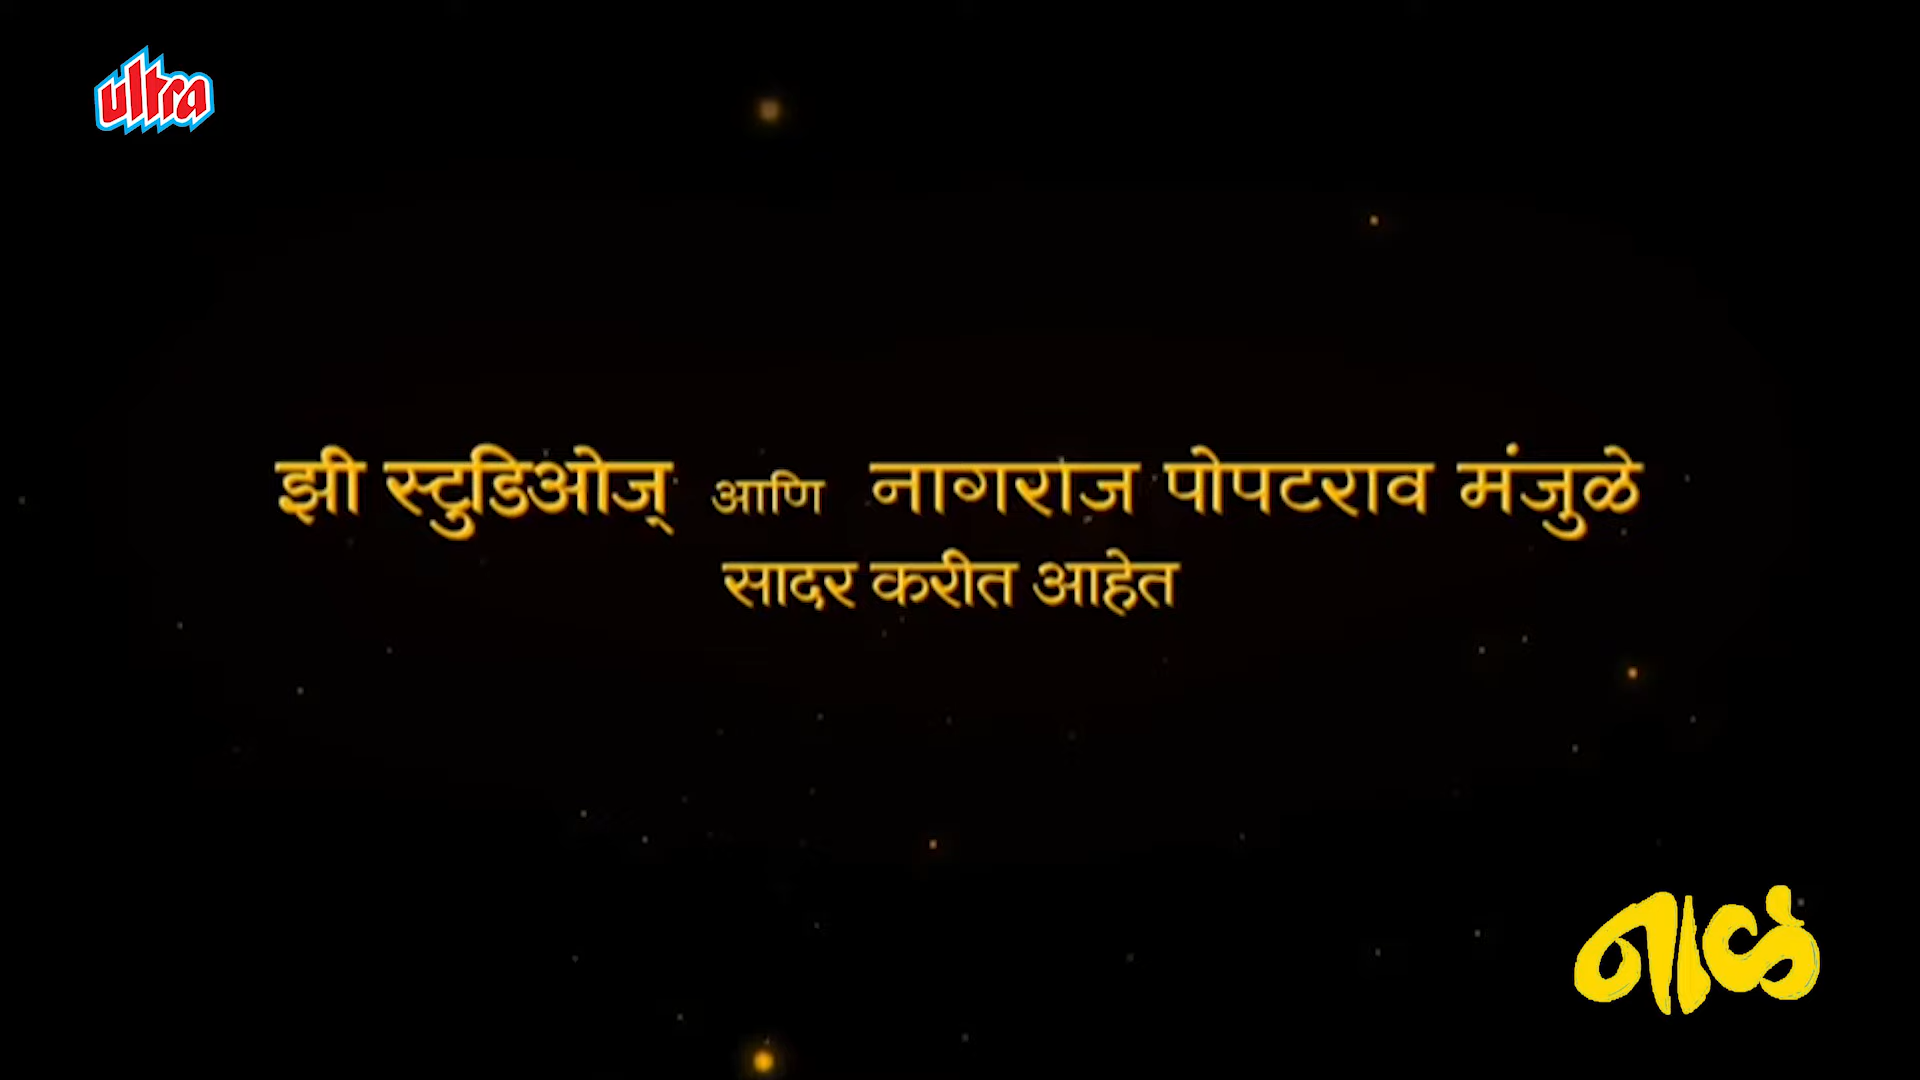 ultra
झी स्टुडिओज् आणि नागराज पोपटराव मंजुळे
सादर करीत आहेत
नाळ